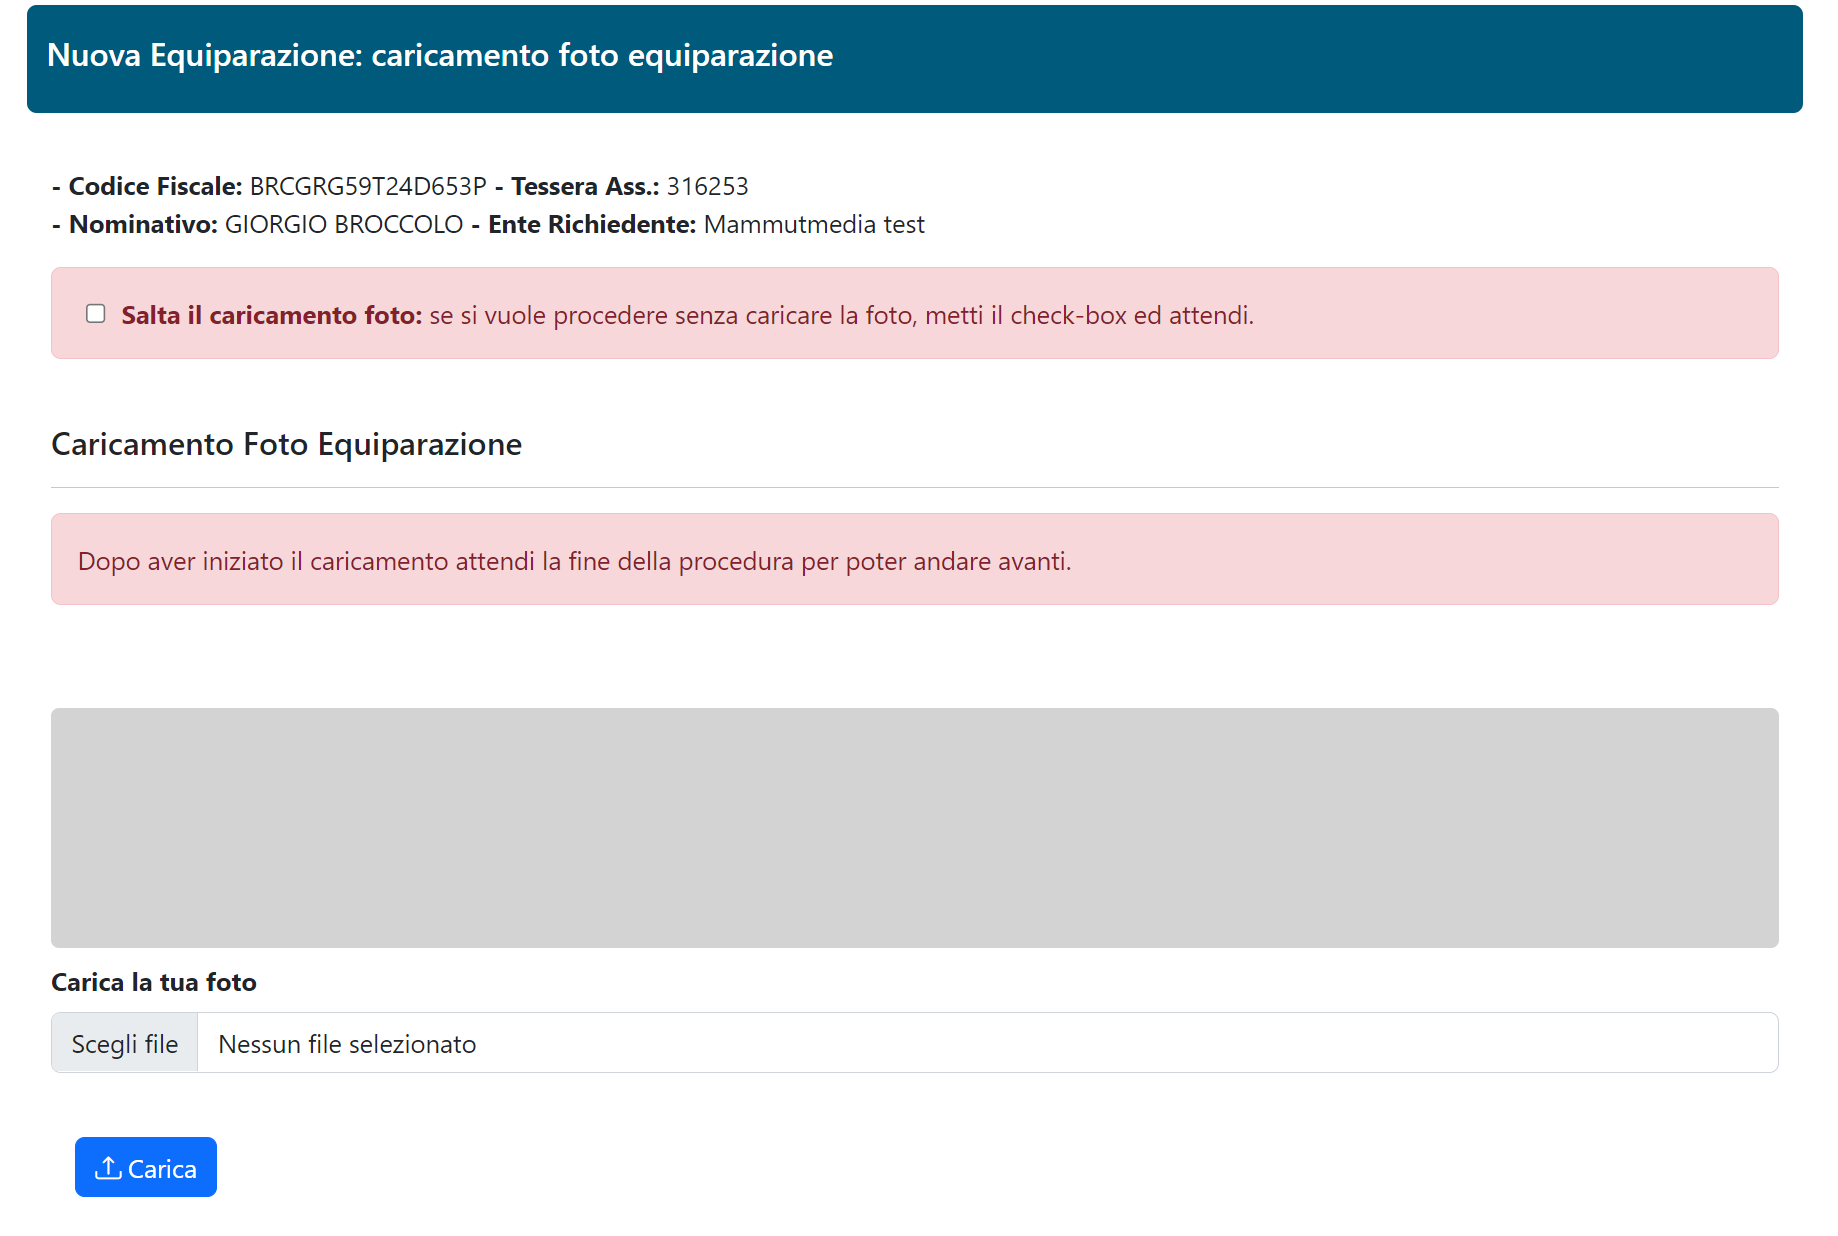 Nuova Equiparazione: caricamento foto equiparazione
- Codice Fiscale: BRCGRG59T24D653P - Tessera Ass.: 316253
- Nominativo: GIORGIO BROCCOLO - Ente Richiedente: Mammutmedia test
Salta il caricamento foto: se si vuole procedere senza caricare la foto, metti il check-box ed attendi.
Caricamento Foto Equiparazione
Dopo aver iniziato il caricamento attendi la fine della procedura per poter andare avanti.
Carica la tua foto
Scegli file Nessun file selezionato
Carica